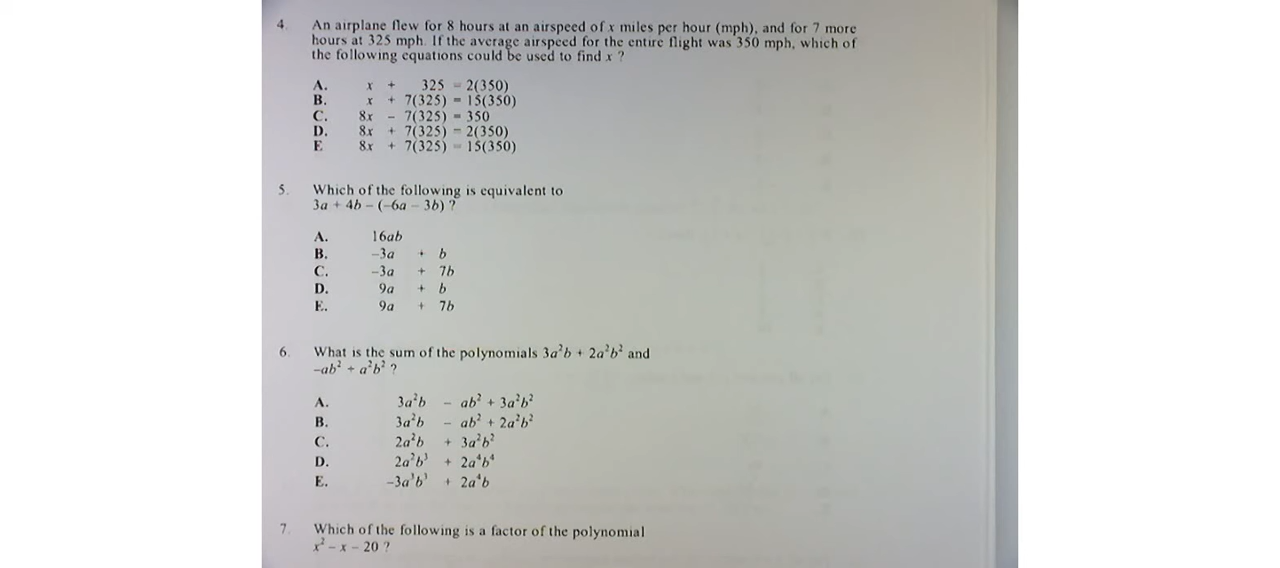 4. An airplane flew for 8 hours at an airspeed of x miles per hour (mph), and for 7 more
hours at 325 mph. If the average airspeed for the entire flight was 350 mph, which of
the following equations could be used to find x ?
A. x + 325 = 2(350)
B. x + 7(325) = 15(350)
C. 8x − 7(325) = 350
D. 8x + 7(325) = 2(350)
E. 8x + 7(325) = 15(350)
5. Which of the following is equivalent to
3a + 4b − (−6a − 3b) ?
A. 16ab
B. −3a + b
C. −3a + 7b
D. 9a + b
E. 9a + 7b
6. What is the sum of the polynomials 3a²b + 2a²b² and
−ab² + a²b² ?
A. 3a²b − ab² + 3a²b²
B. 3a²b − ab² + 2a²b²
C. 2a²b + 3a²b²
D. 2a²b³ + 2a⁴b⁴
E. −3a³b³ + 2a⁴b
7. Which of the following is a factor of the polynomial
x² − x − 20 ?